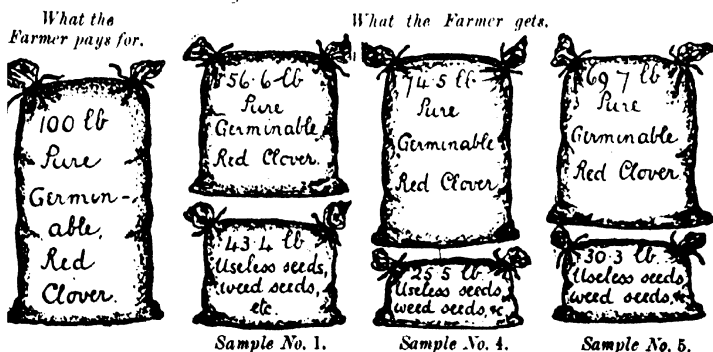 What the
Farmer pays for.
What the Farmer gets.
100 lb
Pure
Germin-
able,
Red
Clover.
56.6 lb
Pure
Germinable
Red Clover.
43.4 lb
Useless seeds,
weed seeds,
etc.
Sample No. 1.
74.5 lb
Pure
Germinable
Red Clover
25.5 lb
Useless seeds,
weed seeds, &c
Sample No. 4.
69.7 lb
Pure
Germinable
Red Clover
30.3 lb
Useless seeds,
weed seeds, &c
Sample No. 5.